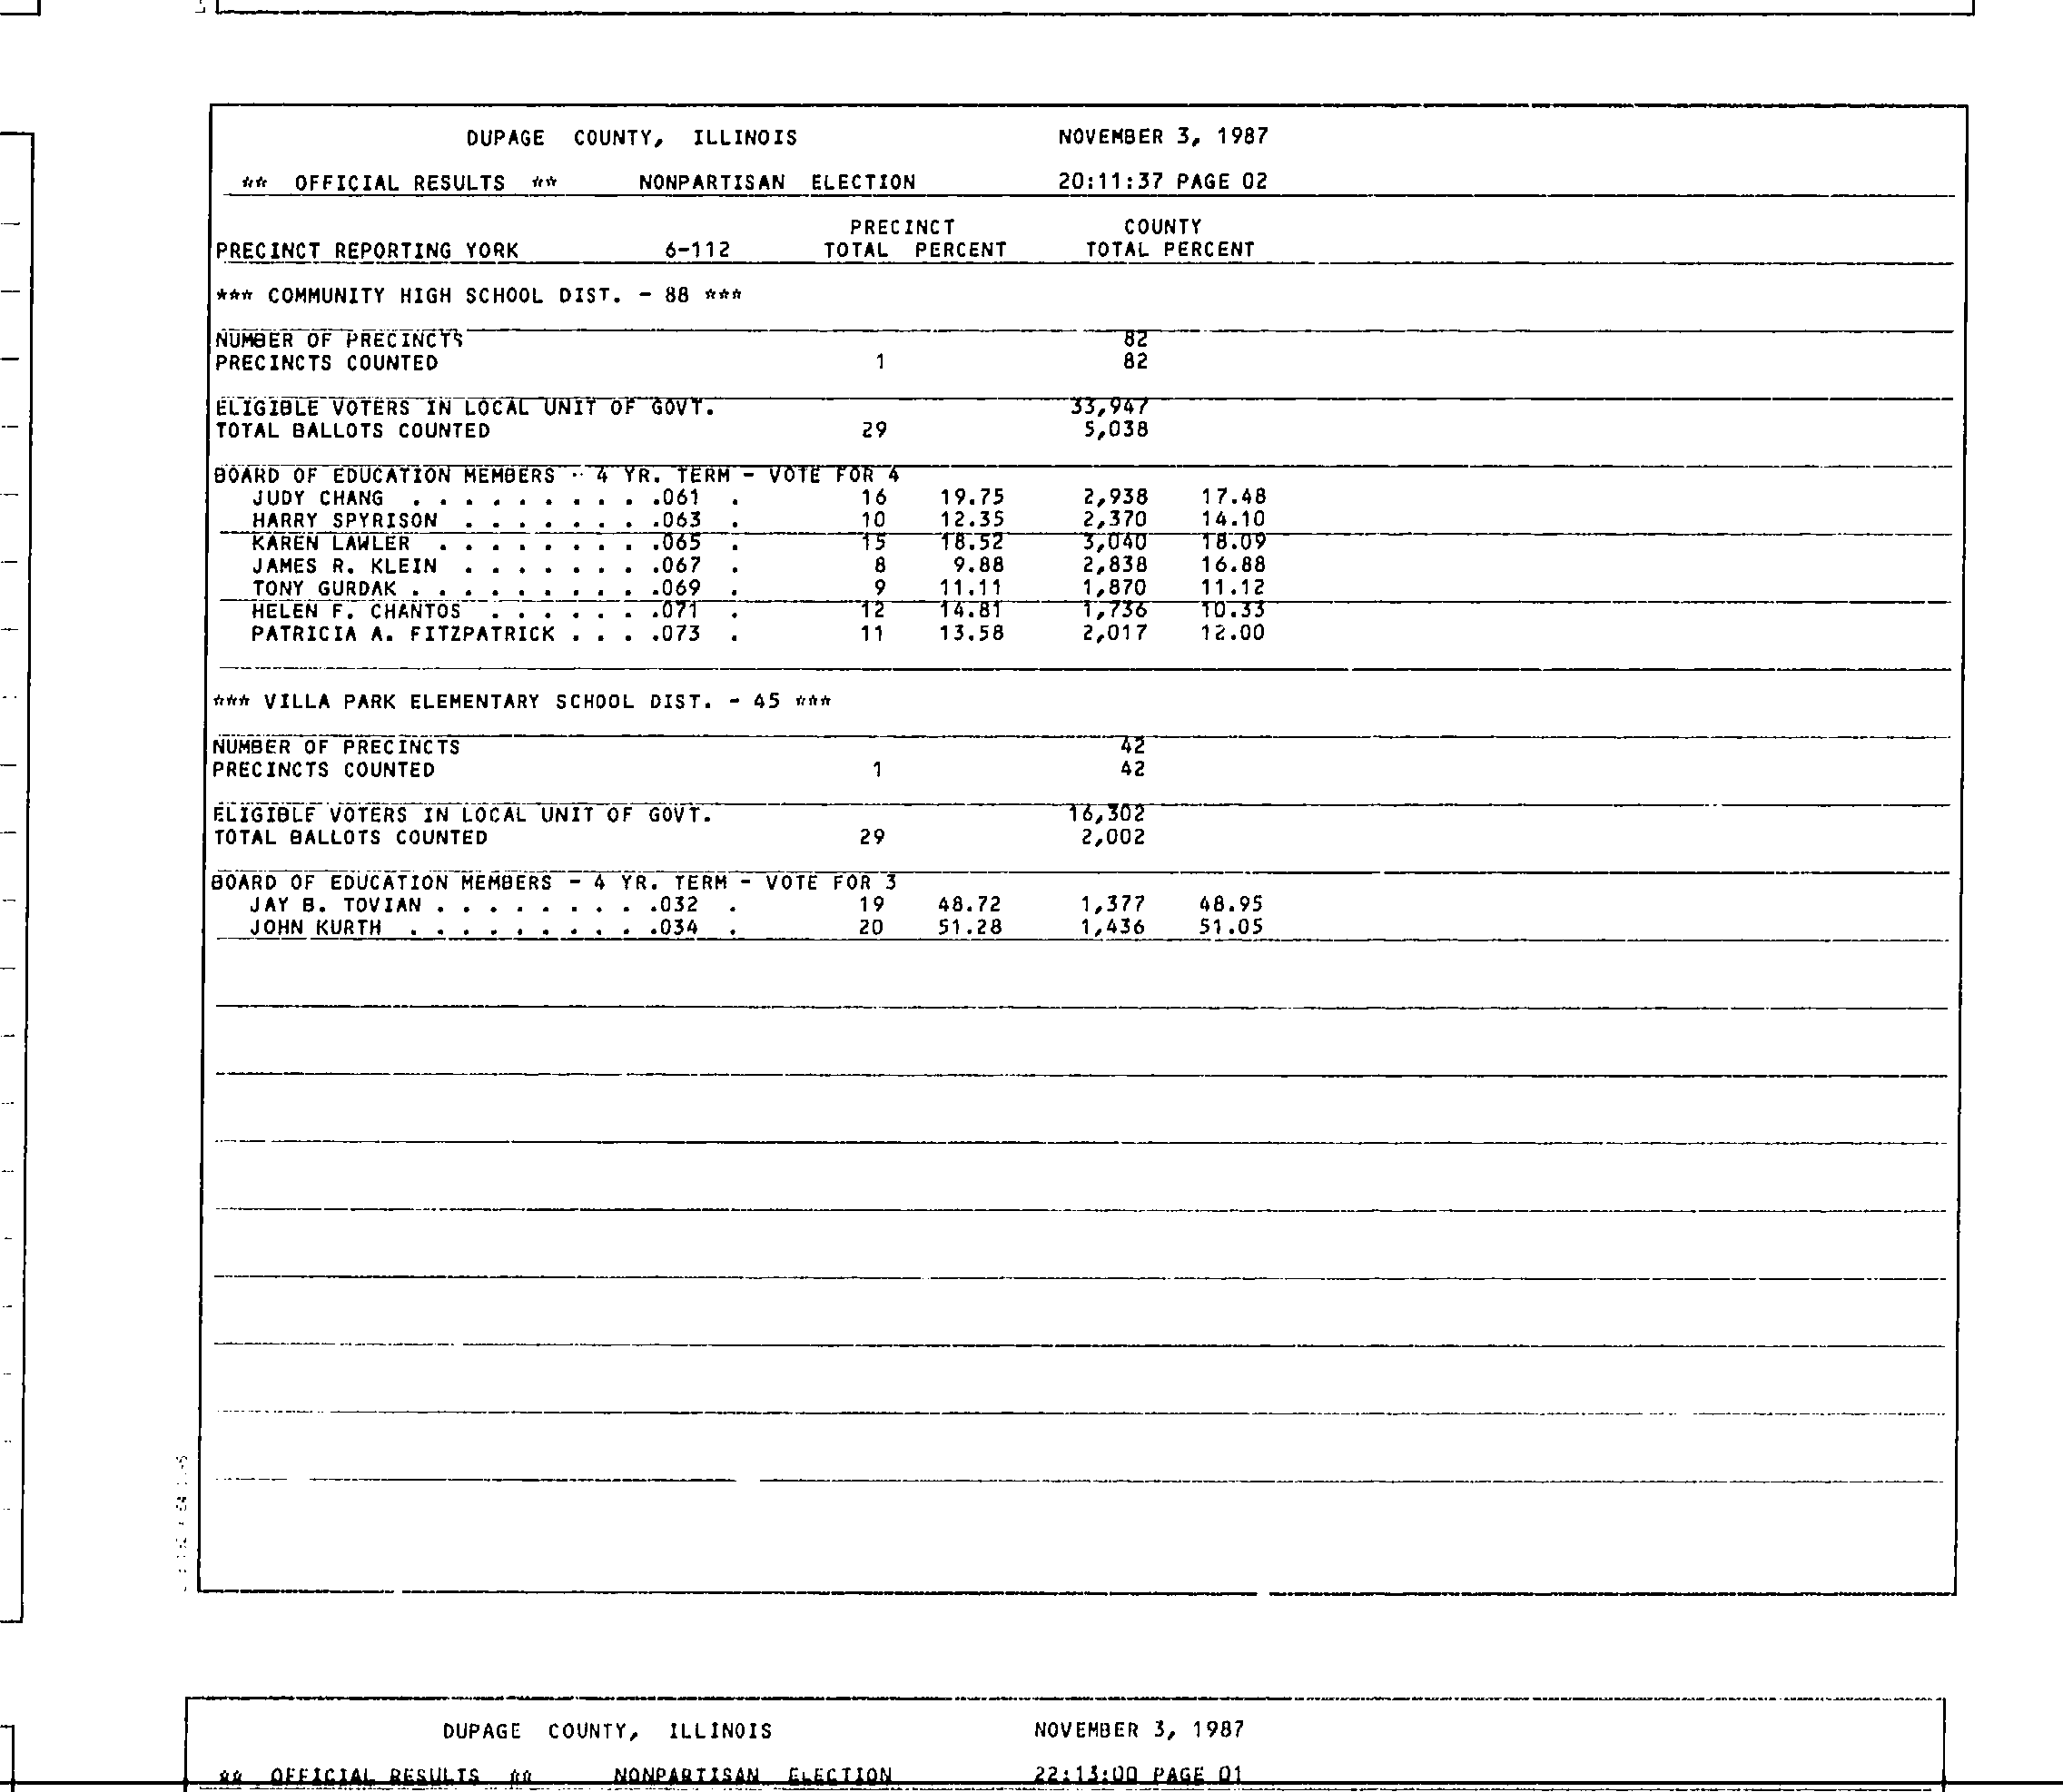 DUPAGE COUNTY, ILLINOIS NOVEMBER 3, 1987
** OFFICIAL RESULTS ** NONPARTISAN ELECTION 20:11:37 PAGE 02
PRECINCT COUNTY
PRECINCT REPORTING YORK 6-112 TOTAL PERCENT TOTAL PERCENT
*** COMMUNITY HIGH SCHOOL DIST. - 88 ***
NUMBER OF PRECINCTS 82
PRECINCTS COUNTED 1 82
ELIGIBLE VOTERS IN LOCAL UNIT OF GOVT. 33,947
TOTAL BALLOTS COUNTED 29 5,038
BOARD OF EDUCATION MEMBERS - 4 YR. TERM - VOTE FOR 4
JUDY CHANG . . . . . . . . . .061 . 16 19.75 2,938 17.48
HARRY SPYRISON . . . . . . . .063 . 10 12.35 2,370 14.10
KAREN LAWLER . . . . . . . . .065 . 15 18.52 3,040 18.09
JAMES R. KLEIN . . . . . . . .067 . 8 9.88 2,838 16.88
TONY GURDAK . . . . . . . . . .069 . 9 11.11 1,870 11.12
HELEN F. CHANTOS . . . . . . .071 . 12 14.81 1,736 10.33
PATRICIA A. FITZPATRICK . . . .073 . 11 13.58 2,017 12.00
*** VILLA PARK ELEMENTARY SCHOOL DIST. - 45 ***
NUMBER OF PRECINCTS 42
PRECINCTS COUNTED 1 42
ELIGIBLE VOTERS IN LOCAL UNIT OF GOVT. 16,302
TOTAL BALLOTS COUNTED 29 2,002
BOARD OF EDUCATION MEMBERS - 4 YR. TERM - VOTE FOR 3
JAY B. TOVIAN . . . . . . . . .032 . 19 48.72 1,377 48.95
JOHN KURTH . . . . . . . . . .034 . 20 51.28 1,436 51.05
DUPAGE COUNTY, ILLINOIS NOVEMBER 3, 1987
** OFFICIAL RESULTS ** NONPARTISAN ELECTION 22:13:00 PAGE 01